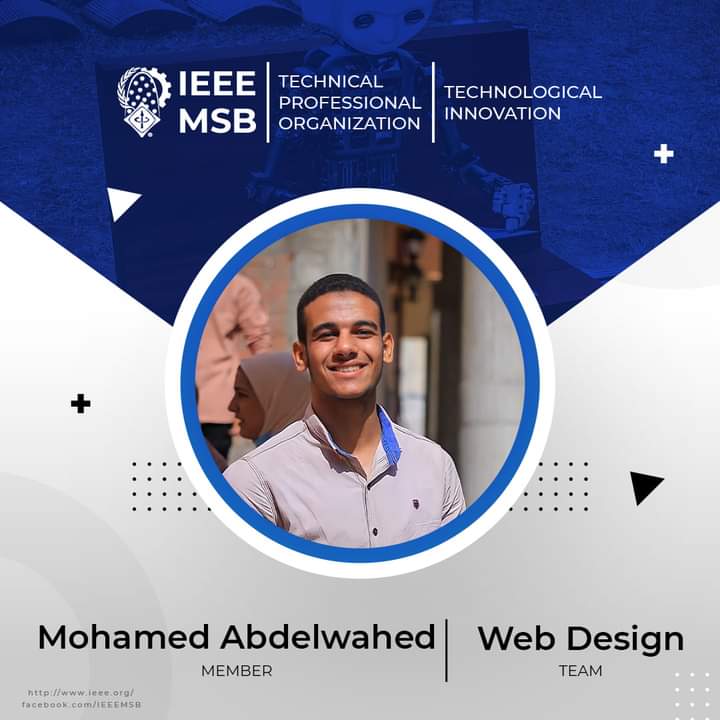 IEEE
MSB
TECHNICAL
PROFESSIONAL
ORGANIZATION
TECHNOLOGICAL
INNOVATION
Mohamed Abdelwahed
MEMBER
Web Design
TEAM
http://www.ieee.org/
facebook.com/IEEEMSB